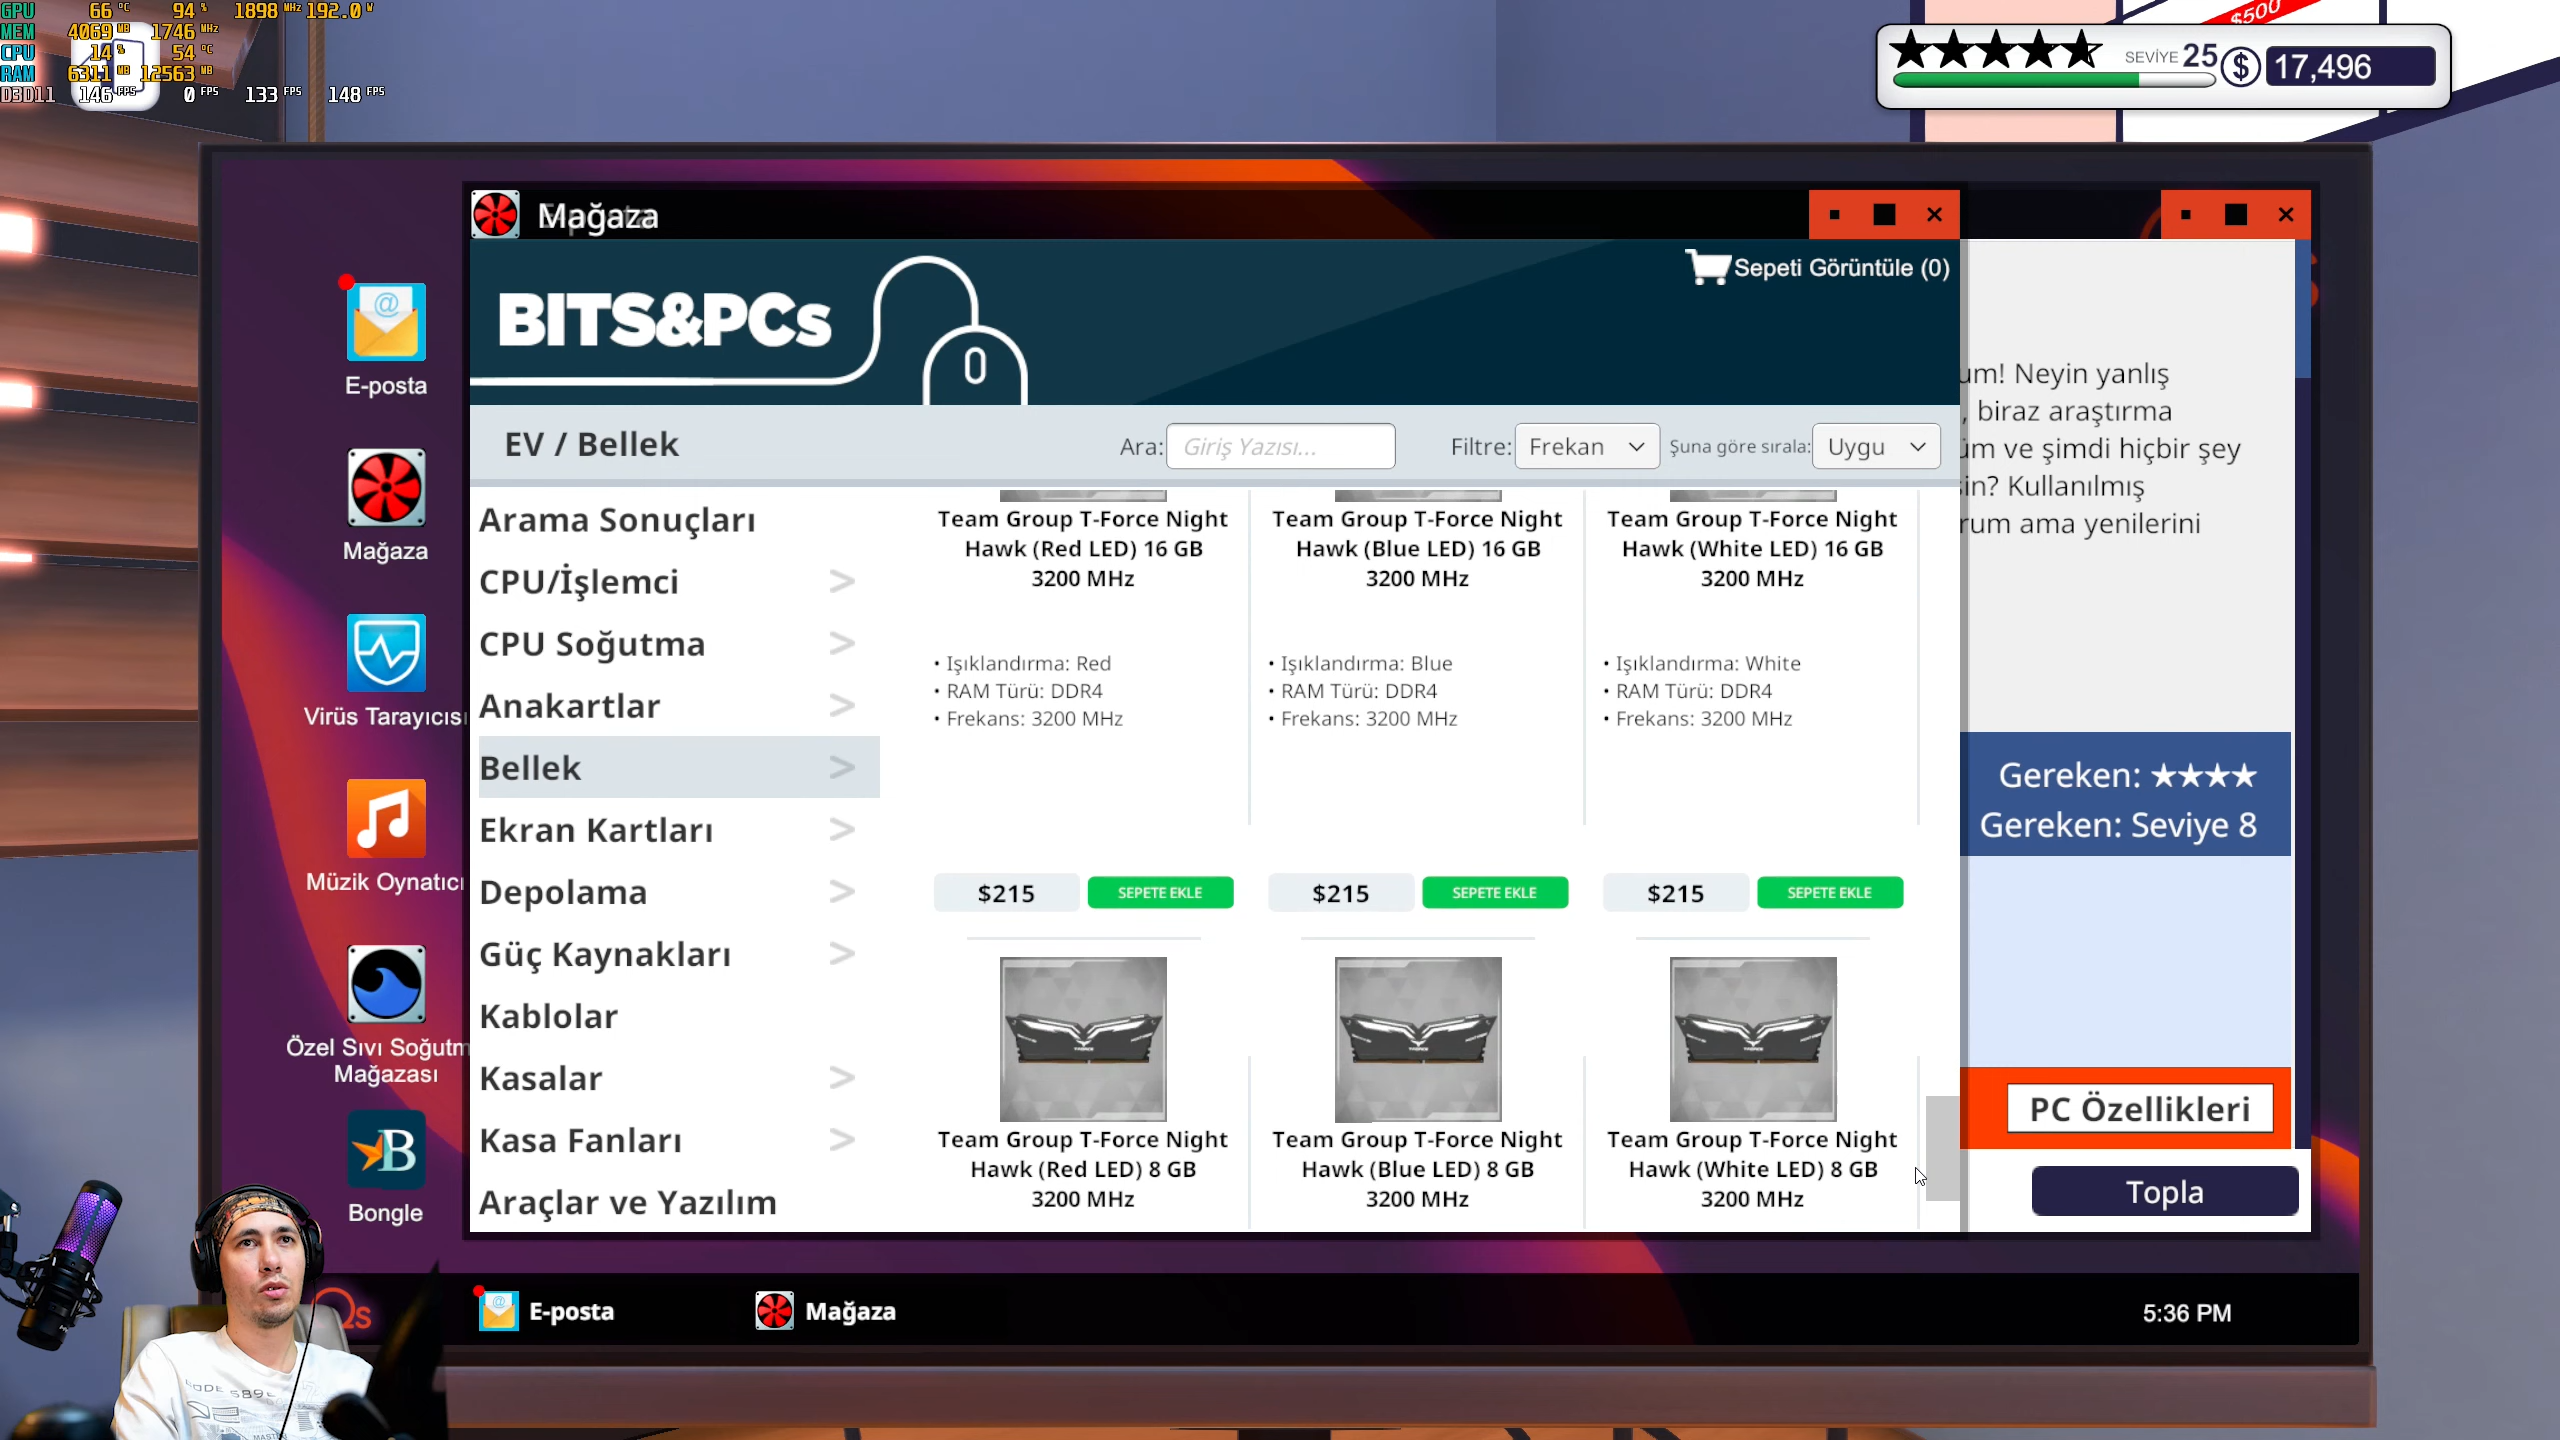 GPU 66 °C 94 % 1898 MHz 192.0 W
MEM 4069 MB 1746 MHz
CPU 14 % 54 °C
RAM 6311 MB 12563 MB
D3D11 146 FPS 0 FPS 133 FPS 148 FPS
$500
SEVİYE 25 $ 17,496
Mağaza
BITS&PCs
Sepeti Görüntüle (0)
EV / Bellek
Ara: Giriş Yazısı...
Filtre: Frekan
Şuna göre sırala: Uygu
E-posta
Mağaza
Virüs Tarayıcısı
Müzik Oynatıcı
Özel Sıvı Soğutm
Mağazası
Bongle
Arama Sonuçları
CPU/İşlemci >
CPU Soğutma >
Anakartlar >
Bellek >
Ekran Kartları >
Depolama >
Güç Kaynakları >
Kablolar
Kasalar >
Kasa Fanları >
Araçlar ve Yazılım
Team Group T-Force Night
Hawk (Red LED) 16 GB
3200 MHz
• Işıklandırma: Red
• RAM Türü: DDR4
• Frekans: 3200 MHz
$215 SEPETE EKLE
Team Group T-Force Night
Hawk (Blue LED) 16 GB
3200 MHz
• Işıklandırma: Blue
• RAM Türü: DDR4
• Frekans: 3200 MHz
$215 SEPETE EKLE
Team Group T-Force Night
Hawk (White LED) 16 GB
3200 MHz
• Işıklandırma: White
• RAM Türü: DDR4
• Frekans: 3200 MHz
$215 SEPETE EKLE
Team Group T-Force Night
Hawk (Red LED) 8 GB
3200 MHz
Team Group T-Force Night
Hawk (Blue LED) 8 GB
3200 MHz
Team Group T-Force Night
Hawk (White LED) 8 GB
3200 MHz
um! Neyin yanlış
, biraz araştırma
üm ve şimdi hiçbir şey
sin? Kullanılmış
rum ama yenilerini
Gereken: ★★★★
Gereken: Seviye 8
PC Özellikleri
Topla
E-posta
Mağaza
5:36 PM